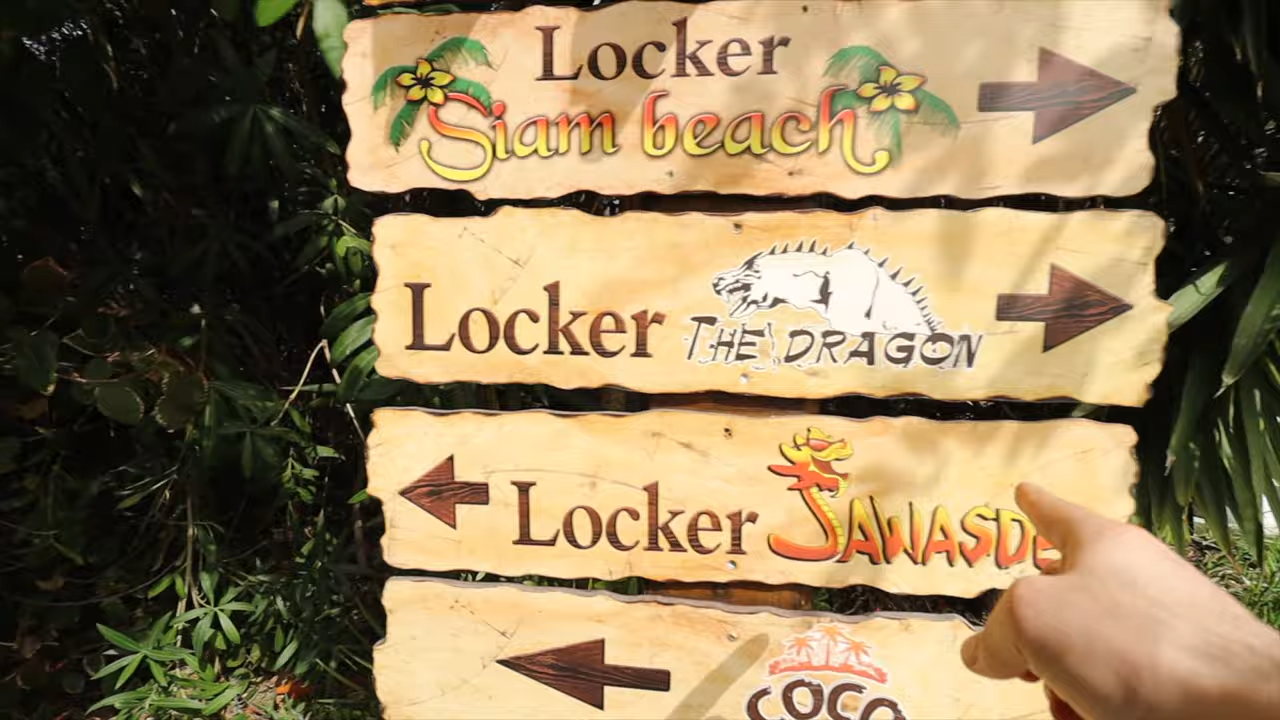 Locker
Siam beach
Locker THE DRAGON
Locker SAWASDE
COCO